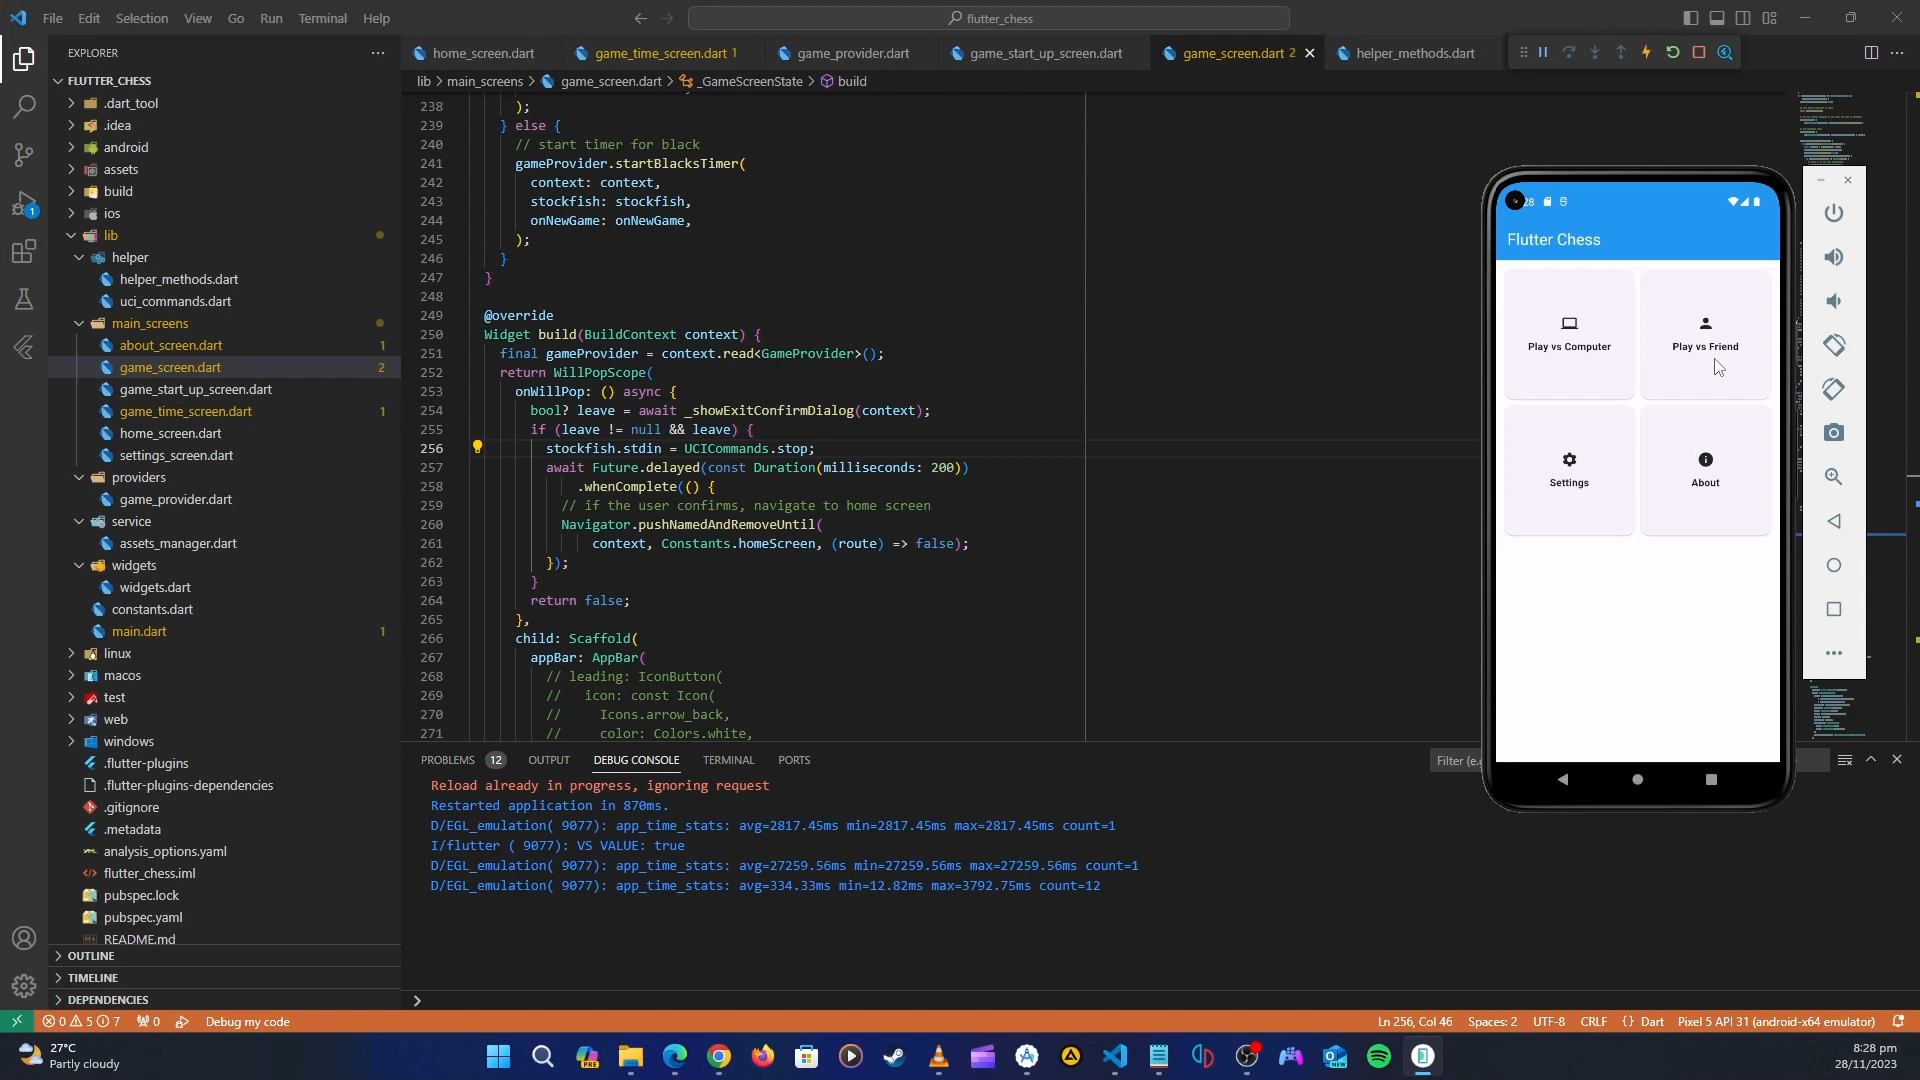 File Edit Selection View Go Run Terminal Help
flutter_chess
EXPLORER
FLUTTER_CHESS
.dart_tool
.idea
android
assets
build
ios
lib
helper
helper_methods.dart
uci_commands.dart
main_screens
about_screen.dart 1
game_screen.dart 2
game_start_up_screen.dart
game_time_screen.dart 1
home_screen.dart
settings_screen.dart
providers
game_provider.dart
service
assets_manager.dart
widgets
widgets.dart
constants.dart
main.dart 1
linux
macos
test
web
windows
.flutter-plugins
.flutter-plugins-dependencies
.gitignore
.metadata
analysis_options.yaml
flutter_chess.iml
pubspec.lock
pubspec.yaml
README.md
OUTLINE
TIMELINE
DEPENDENCIES
1
home_screen.dart game_time_screen.dart 1 game_provider.dart game_start_up_screen.dart game_screen.dart 2 helper_methods.dart
lib > main_screens > game_screen.dart > _GameScreenState > build
238 );
239 } else {
240 // start timer for black
241 gameProvider.startBlacksTimer(
242 context: context,
243 stockfish: stockfish,
244 onNewGame: onNewGame,
245 );
246 }
247 }
248
249 @override
250 Widget build(BuildContext context) {
251 final gameProvider = context.read<GameProvider>();
252 return WillPopScope(
253 onWillPop: () async {
254 bool? leave = await _showExitConfirmDialog(context);
255 if (leave != null && leave) {
256 stockfish.stdin = UCICommands.stop;
257 await Future.delayed(const Duration(milliseconds: 200))
258 .whenComplete(() {
259 // if the user confirms, navigate to home screen
260 Navigator.pushNamedAndRemoveUntil(
261 context, Constants.homeScreen, (route) => false);
262 });
263 }
264 return false;
265 },
266 child: Scaffold(
267 appBar: AppBar(
268 // leading: IconButton(
269 // icon: const Icon(
270 // Icons.arrow_back,
271 // color: Colors.white,
PROBLEMS 12 OUTPUT DEBUG CONSOLE TERMINAL PORTS
Filter (e.
Reload already in progress, ignoring request
Restarted application in 870ms.
D/EGL_emulation( 9077): app_time_stats: avg=2817.45ms min=2817.45ms max=2817.45ms count=1
I/flutter ( 9077): VS VALUE: true
D/EGL_emulation( 9077): app_time_stats: avg=27259.56ms min=27259.56ms max=27259.56ms count=1
D/EGL_emulation( 9077): app_time_stats: avg=334.33ms min=12.82ms max=3792.75ms count=12
28
Flutter Chess
Play vs Computer
Play vs Friend
Settings
About
0 5 7 0 Debug my code
Ln 256, Col 46 Spaces: 2 UTF-8 CRLF {} Dart Pixel 5 API 31 (android-x64 emulator)
27°C
Partly cloudy
PRE
NEW
8:28 pm
28/11/2023